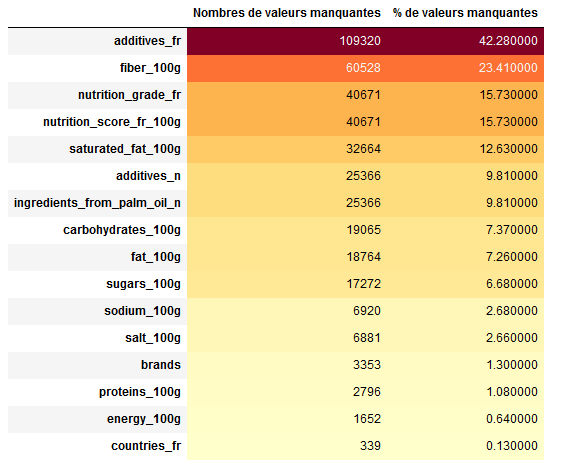 Nombres de valeurs manquantes % de valeurs manquantes
additives_fr 109320 42.280000
fiber_100g 60528 23.410000
nutrition_grade_fr 40671 15.730000
nutrition_score_fr_100g 40671 15.730000
saturated_fat_100g 32664 12.630000
additives_n 25366 9.810000
ingredients_from_palm_oil_n 25366 9.810000
carbohydrates_100g 19065 7.370000
fat_100g 18764 7.260000
sugars_100g 17272 6.680000
sodium_100g 6920 2.680000
salt_100g 6881 2.660000
brands 3353 1.300000
proteins_100g 2796 1.080000
energy_100g 1652 0.640000
countries_fr 339 0.130000